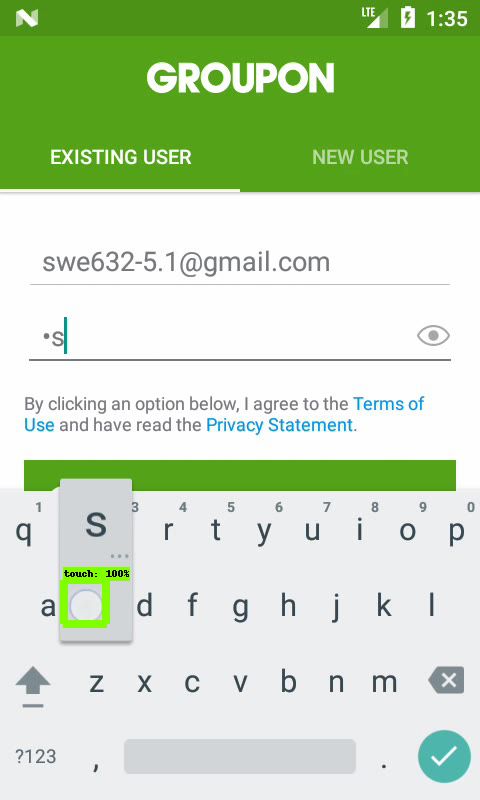 LTE 1:35
GROUPON
EXISTING USER NEW USER
swe632-5.1@gmail.com
•s
By clicking an option below, I agree to the Terms of
Use and have read the Privacy Statement.
1 3 4 5 6 7 8 9 0
q s r t y u i o p
...
touch: 100%
a d f g h j k l
z x c v b n m
?123 , .